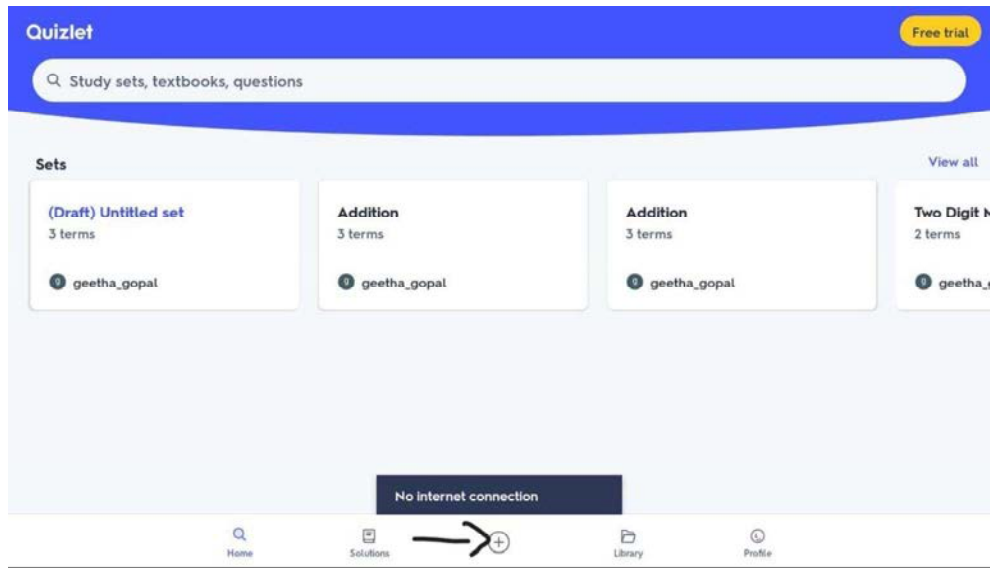 Quizlet
Free trial
Study sets, textbooks, questions
Sets
View all
(Draft) Untitled set
3 terms
geetha_gopal
Addition
3 terms
geetha_gopal
Addition
3 terms
geetha_gopal
Two Digit
2 terms
geetha_
No internet connection
Home
Solutions
Library
Profile